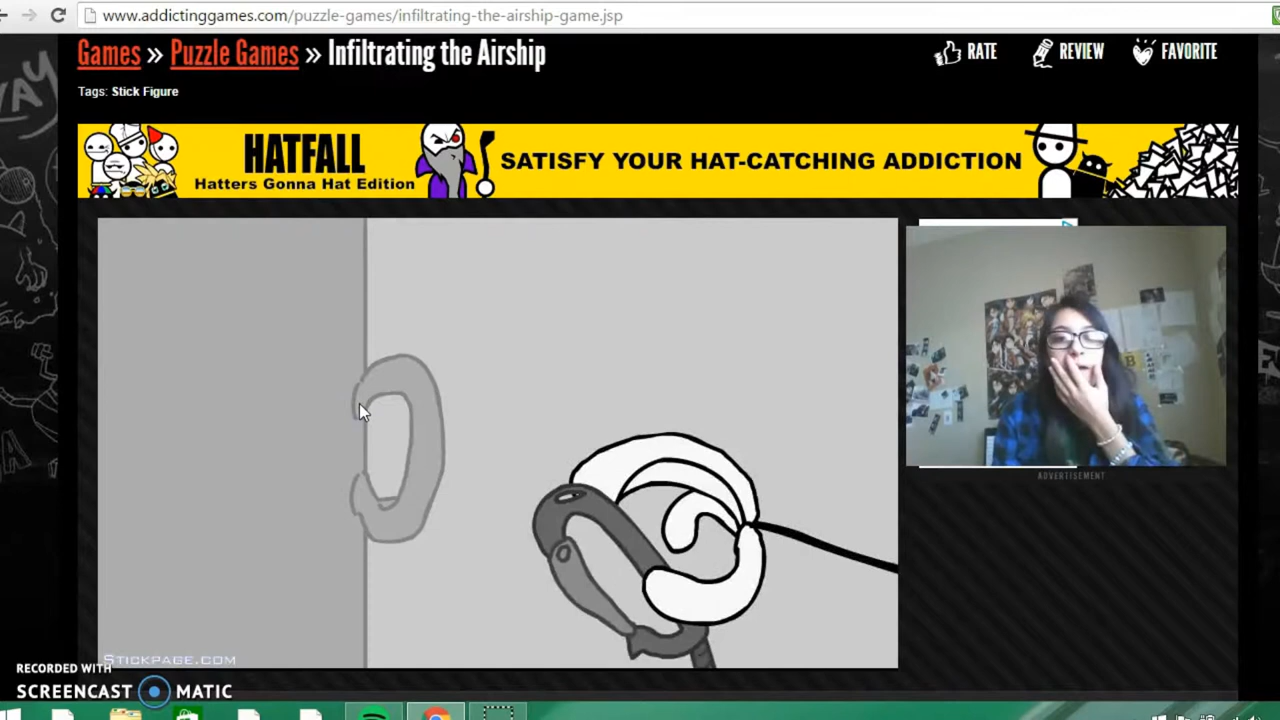 www.addictinggames.com/puzzle-games/infiltrating-the-airship-game.jsp
Games » Puzzle Games » Infiltrating the Airship
RATE
REVIEW
FAVORITE
Tags: Stick Figure
HATFALL
Hatters Gonna Hat Edition
SATISFY YOUR HAT-CATCHING ADDICTION
ADVERTISEMENT
STICKPAGE.COM
RECORDED WITH
SCREENCAST MATIC